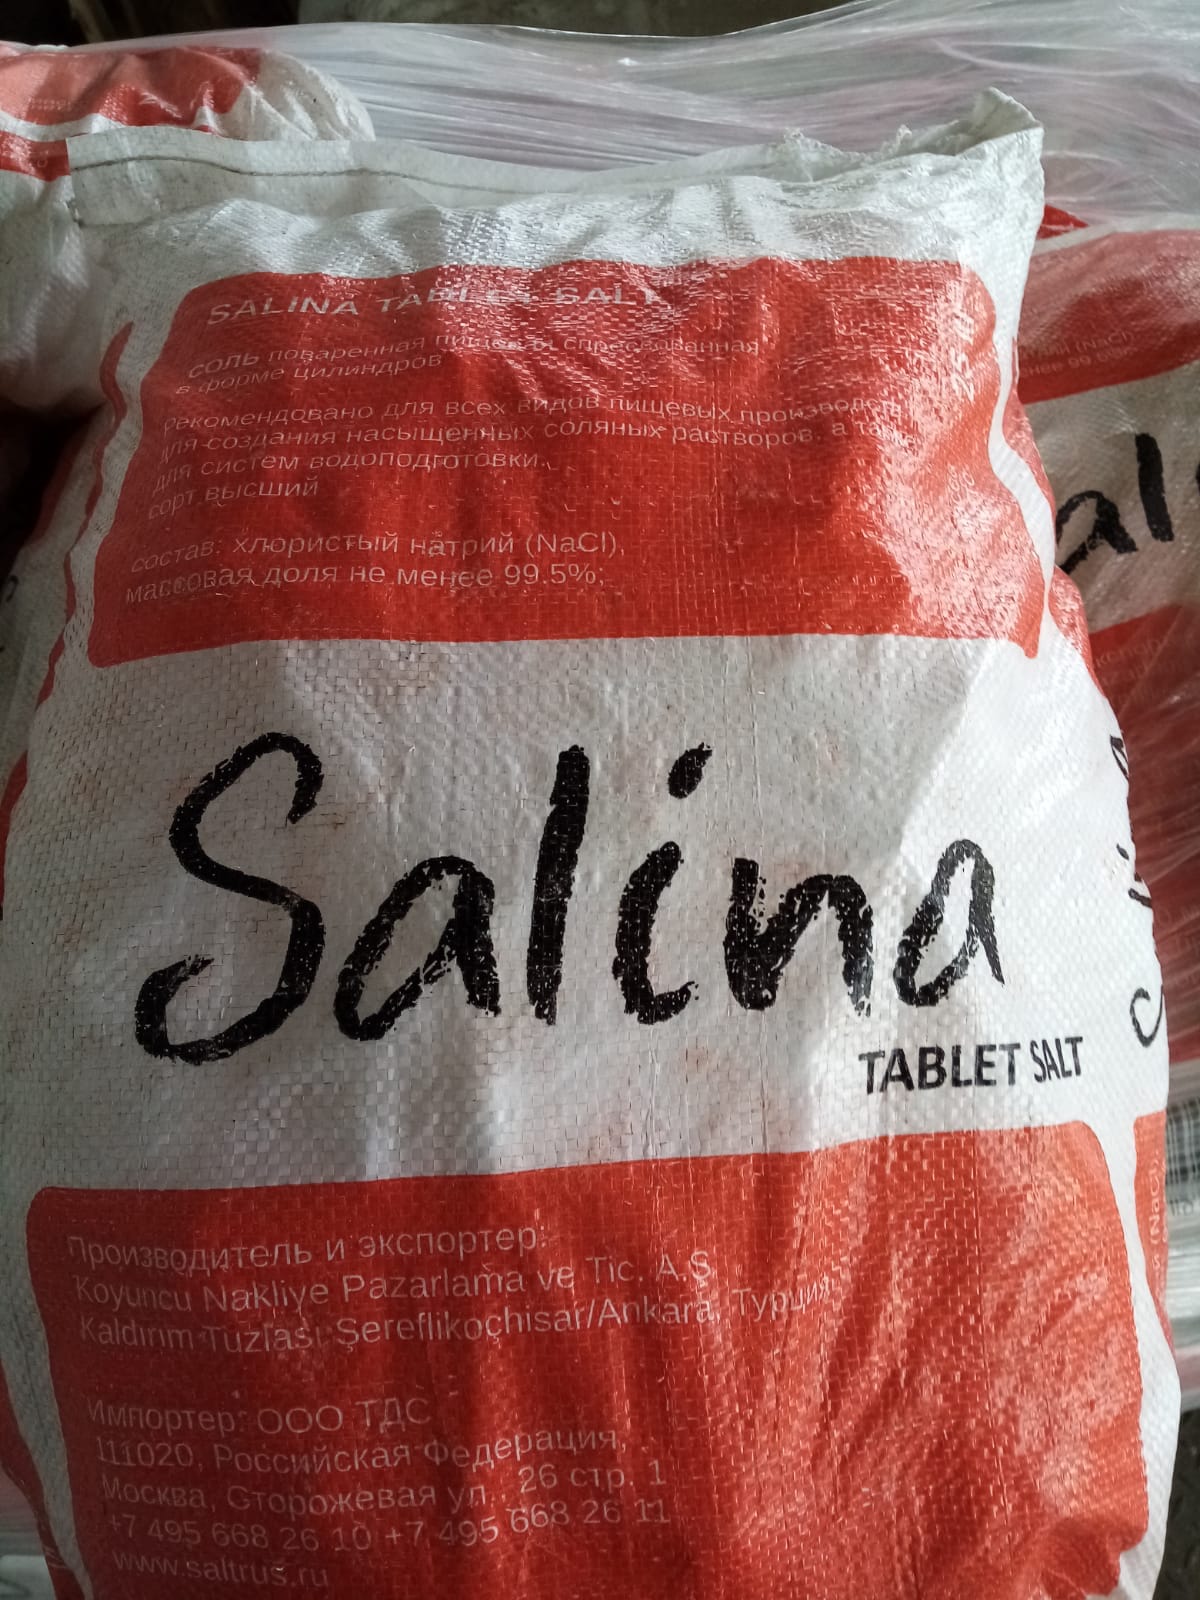 SALINA TABLET SALT
соль поваренная пищевая спрессованная
в форме цилиндров
рекомендовано для всех видов пищевых производств
для создания насыщенных соляных растворов, а также
для систем водоподготовки.
сорт высший
состав: хлористый натрий (NaCl),
массовая доля не менее 99.5%;
Salina
TABLET SALT
Производитель и экспортер:
Koyuncu Nakliye Pazarlama ve Tic. A.Ş
Kaldırım Tuzlası Şereflikoçhisar/Ankara, Турция
Импортер: ООО ТДС
111020, Российская Федерация,
Москва, Сторожевая ул., 26 стр. 1
+7 495 668 26 10 +7 495 668 26 11
www.saltrus.ru